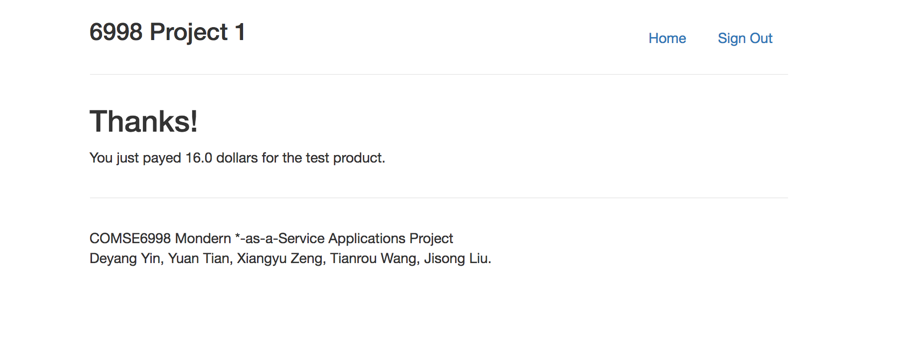 6998 Project 1
Home
Sign Out
Thanks!
You just payed 16.0 dollars for the test product.
COMSE6998 Mondern *-as-a-Service Applications Project
Deyang Yin, Yuan Tian, Xiangyu Zeng, Tianrou Wang, Jisong Liu.